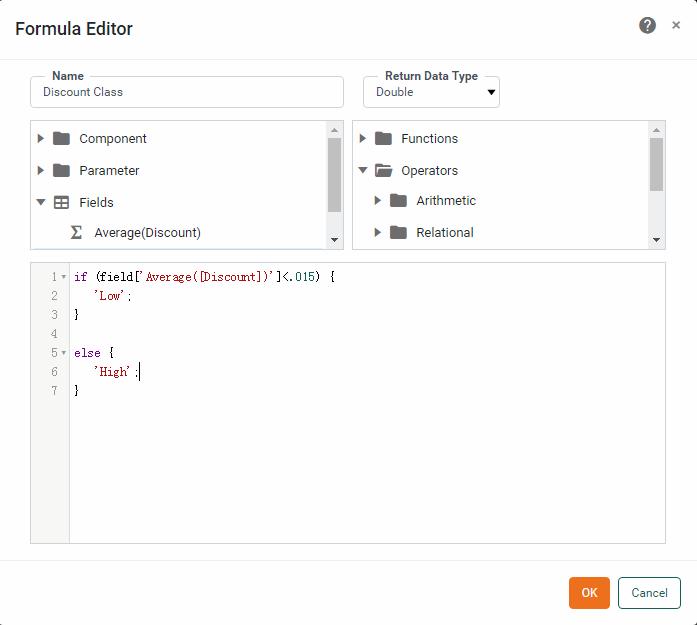 Formula Editor
Name
Discount Class
Return Data Type
Double
Component
Parameter
Fields
Σ Average(Discount)
Functions
Operators
Arithmetic
Relational
1 if (field['Average([Discount])']<.015) {
2 'Low';
3 }
4
5 else {
6 'High';
7 }
OK
Cancel